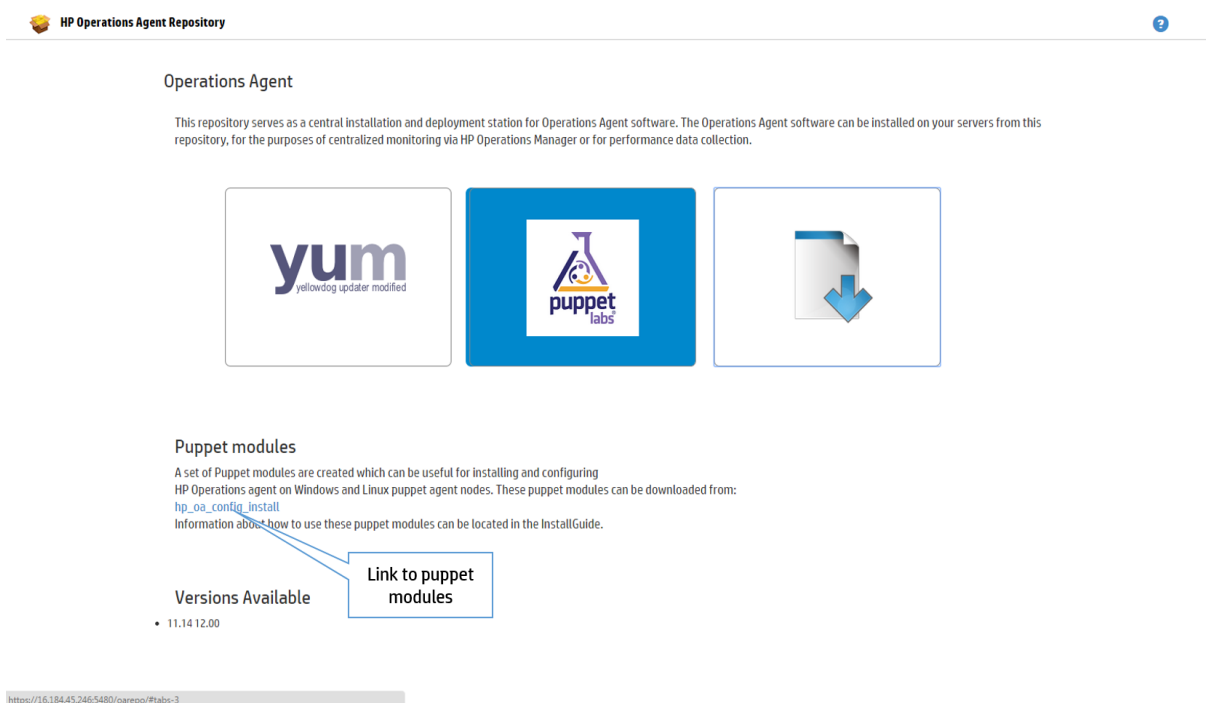 HP Operations Agent Repository
?
Operations Agent
This repository serves as a central installation and deployment station for Operations Agent software. The Operations Agent software can be installed on your servers from this
repository, for the purposes of centralized monitoring via HP Operations Manager or for performance data collection.
yum
yellowdog updater modified
puppet
labs
Puppet modules
A set of Puppet modules are created which can be useful for installing and configuring
HP Operations agent on Windows and Linux puppet agent nodes. These puppet modules can be downloaded from:
hp_oa_config_install
Information about how to use these puppet modules can be located in the InstallGuide.
Link to puppet
modules
Versions Available
• 11.14 12.00
https://16.184.45.246:5480/oarepo/#tabs-3